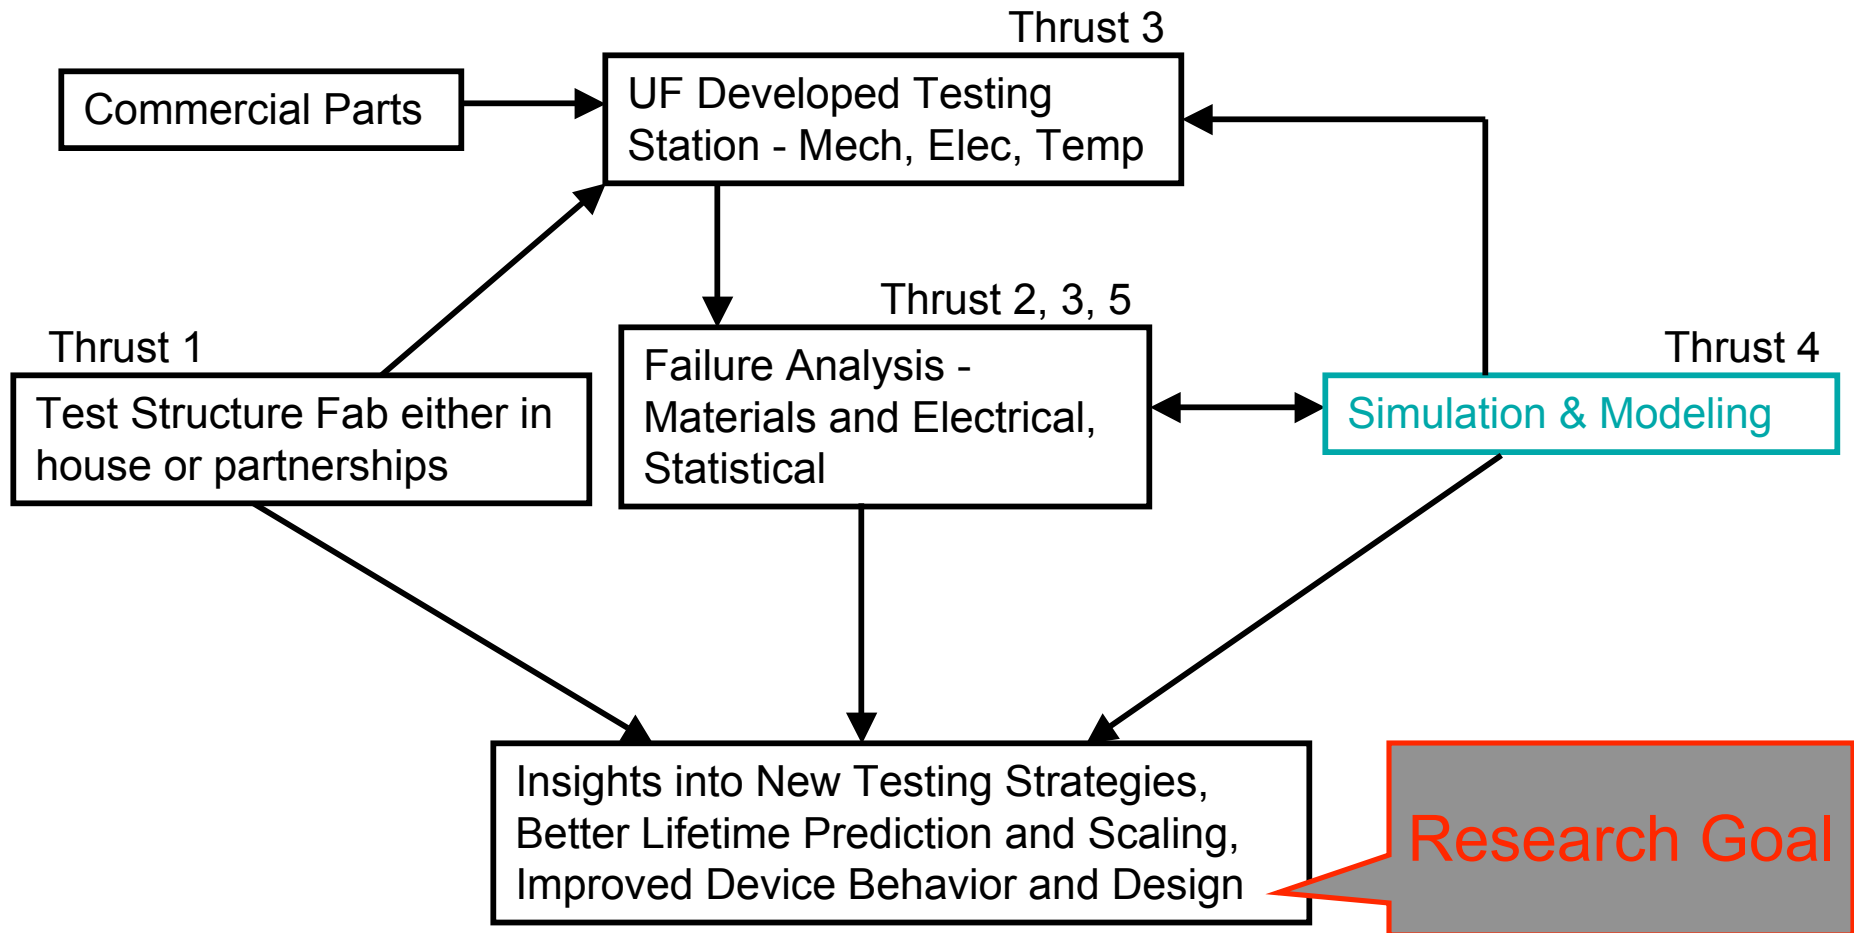 Thrust 3
Commercial Parts
UF Developed Testing
Station - Mech, Elec, Temp
Thrust 2, 3, 5
Thrust 1
Thrust 4
Failure Analysis -
Materials and Electrical,
Statistical
Test Structure Fab either in
house or partnerships
Simulation & Modeling
Insights into New Testing Strategies,
Better Lifetime Prediction and Scaling,
Improved Device Behavior and Design
Research Goal